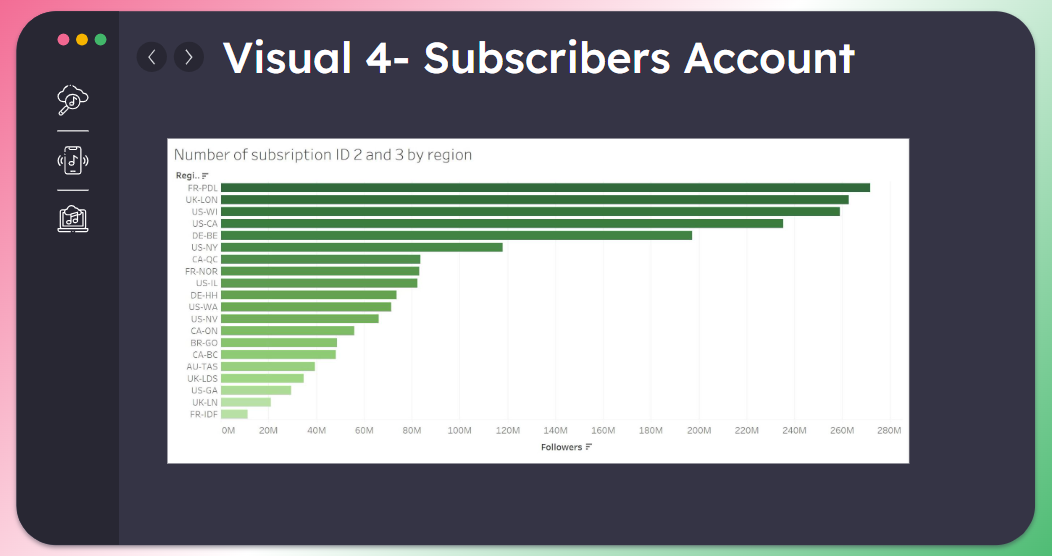 Visual 4- Subscribers Account
Number of subsription ID 2 and 3 by region
Regi..
FR-PDL
UK-LON
US-WI
US-CA
DE-BE
US-NY
CA-QC
FR-NOR
US-IL
DE-HH
US-WA
US-NV
CA-ON
BR-GO
CA-BC
AU-TAS
UK-LDS
US-GA
UK-LN
FR-IDF
0M 20M 40M 60M 80M 100M 120M 140M 160M 180M 200M 220M 240M 260M 280M
Followers